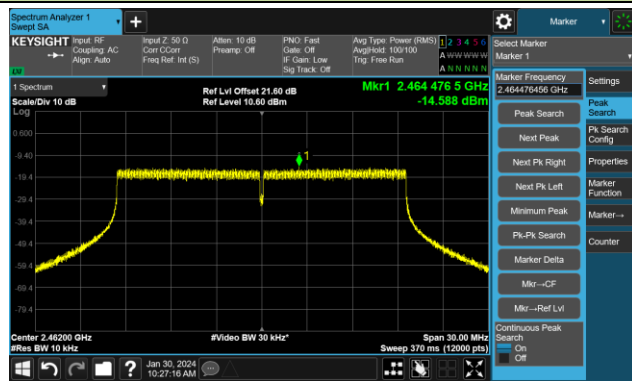 Spectrum Analyzer 1
Swept SA
Marker
KEYSIGHT
Input: RF
Coupling: AC
Align: Auto
Input Z: 50 Ω
Corr CCorr
Freq Ref: Int (S)
Atten: 10 dB
Preamp: Off
PNO: Fast
Gate: Off
IF Gain: Low
Sig Track: Off
Avg Type: Power (RMS)
Avg|Hold: 100/100
Trig: Free Run
1 2 3 4 5 6
A W W W W W
A N N N N N
LVI
Select Marker
Marker 1
1 Spectrum
Scale/Div 10 dB
Log
Ref Lvl Offset 21.60 dB
Ref Level 10.60 dBm
Mkr1 2.464 476 5 GHz
-14.588 dBm
Marker Frequency
2.464476456 GHz
Settings
Peak Search
Peak
Search
Next Peak
Pk Search
Config
Next Pk Right
Properties
Next Pk Left
Marker
Function
Minimum Peak
Marker→
Pk-Pk Search
Counter
Marker Delta
Mkr→CF
Mkr→Ref Lvl
Continuous Peak
Search
On
Off
0.600
-9.40
-19.4
-29.4
-39.4
-49.4
-59.4
-69.4
-79.4
1
Center 2.46200 GHz
#Res BW 10 kHz
#Video BW 30 kHz*
Span 30.00 MHz
Sweep 370 ms (12000 pts)
?
Jan 30, 2024
10:27:16 AM